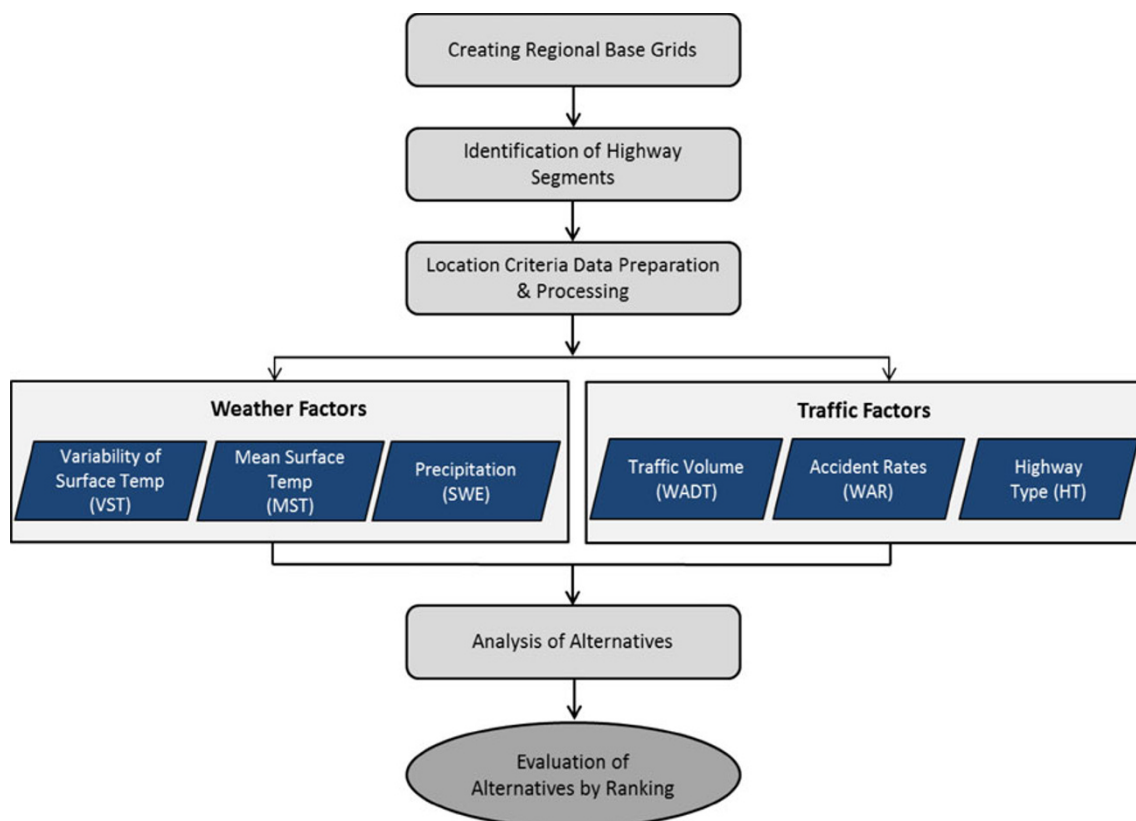 Creating Regional Base Grids
Identification of Highway
Segments
Location Criteria Data Preparation
& Processing
Weather Factors
Variability of
Surface Temp
(VST)
Mean Surface
Temp
(MST)
Precipitation
(SWE)
Traffic Factors
Traffic Volume
(WADT)
Accident Rates
(WAR)
Highway
Type (HT)
Analysis of Alternatives
Evaluation of
Alternatives by Ranking